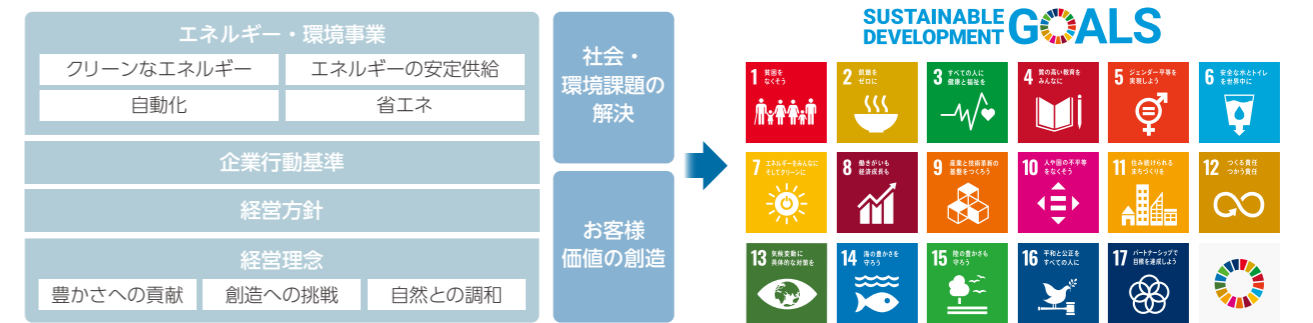 エネルギー・環境事業
クリーンなエネルギー
エネルギーの安定供給
自動化
省エネ
企業行動基準
経営方針
経営理念
豊かさへの貢献
創造への挑戦
自然との調和
社会・
環境課題の
解決
お客様
価値の創造
SUSTAINABLE
DEVELOPMENT
GOALS
1 貧困を
なくそう
2 飢餓を
ゼロに
3 すべての人に
健康と福祉を
4 質の高い教育を
みんなに
5 ジェンダー平等を
実現しよう
6 安全な水とトイレ
を世界中に
7 エネルギーをみんなに
そしてクリーンに
8 働きがいも
経済成長も
9 産業と技術革新の
基盤をつくろう
10 人や国の不平等
をなくそう
11 住み続けられる
まちづくりを
12 つくる責任
つかう責任
13 気候変動に
具体的な対策を
14 海の豊かさを
守ろう
15 陸の豊かさも
守ろう
16 平和と公正を
すべての人に
17 パートナーシップで
目標を達成しよう